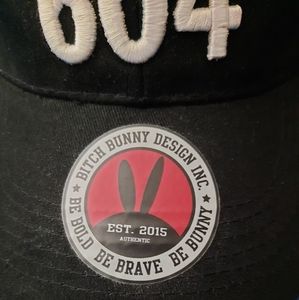 604
BITCH BUNNY DESIGN INC.
EST. 2015
AUTHENTIC
BE BOLD BE BRAVE BE BUNNY